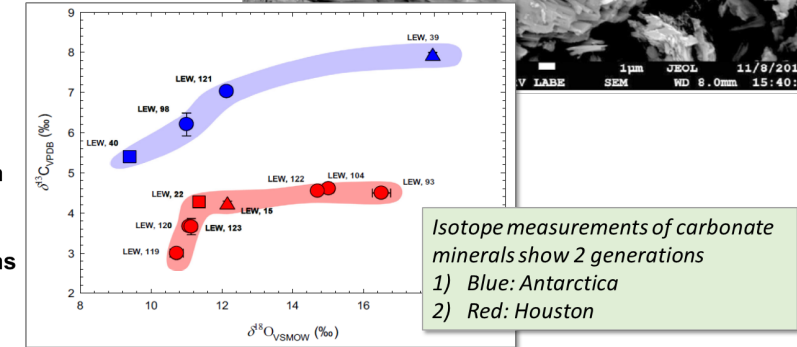 1μm JEOL 11/8/201
V LABE SEM WD 8.0mm 15:40:
9
8
7
6
5
4
3
2
δ13CVPDB (‰)
LEW, 39
LEW, 121
LEW, 98
LEW, 40
LEW, 22
LEW, 15
LEW, 122
LEW, 104
LEW, 93
LEW, 120
LEW, 123
LEW, 119
8 10 12 14 16
δ18OVSMOW (‰)
n
ns
Isotope measurements of carbonate
minerals show 2 generations
1) Blue: Antarctica
2) Red: Houston